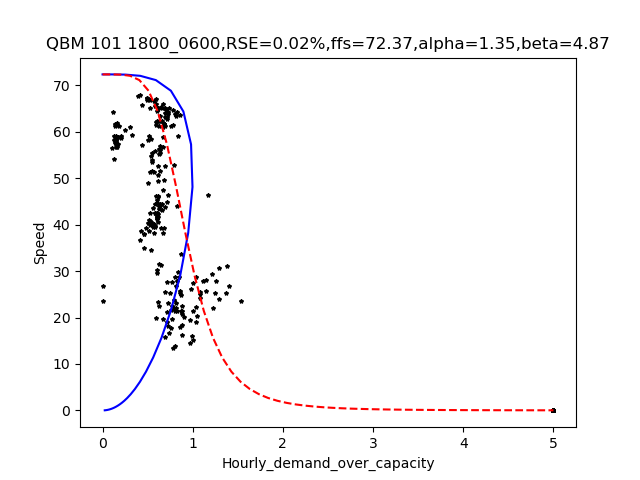 QBM 101 1800_0600,RSE=0.02%,ffs=72.37,alpha=1.35,beta=4.87
70
60
50
40
30
20
10
0
Speed
0 1 2 3 4 5
Hourly_demand_over_capacity